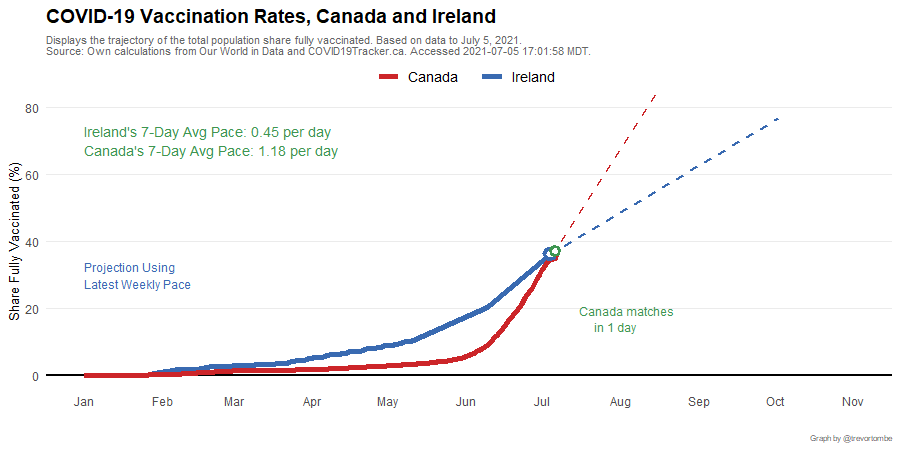 COVID-19 Vaccination Rates, Canada and Ireland
Displays the trajectory of the total population share fully vaccinated. Based on data to July 5, 2021.
Source: Own calculations from Our World in Data and COVID19Tracker.ca. Accessed 2021-07-05 17:01:58 MDT.
Canada Ireland
80
Ireland's 7-Day Avg Pace: 0.45 per day
Canada's 7-Day Avg Pace: 1.18 per day
60
Share Fully Vaccinated (%)
40
Projection Using
Latest Weekly Pace
20
Canada matches
in 1 day
0
Jan Feb Mar Apr May Jun Jul Aug Sep Oct Nov
Graph by @trevortombe